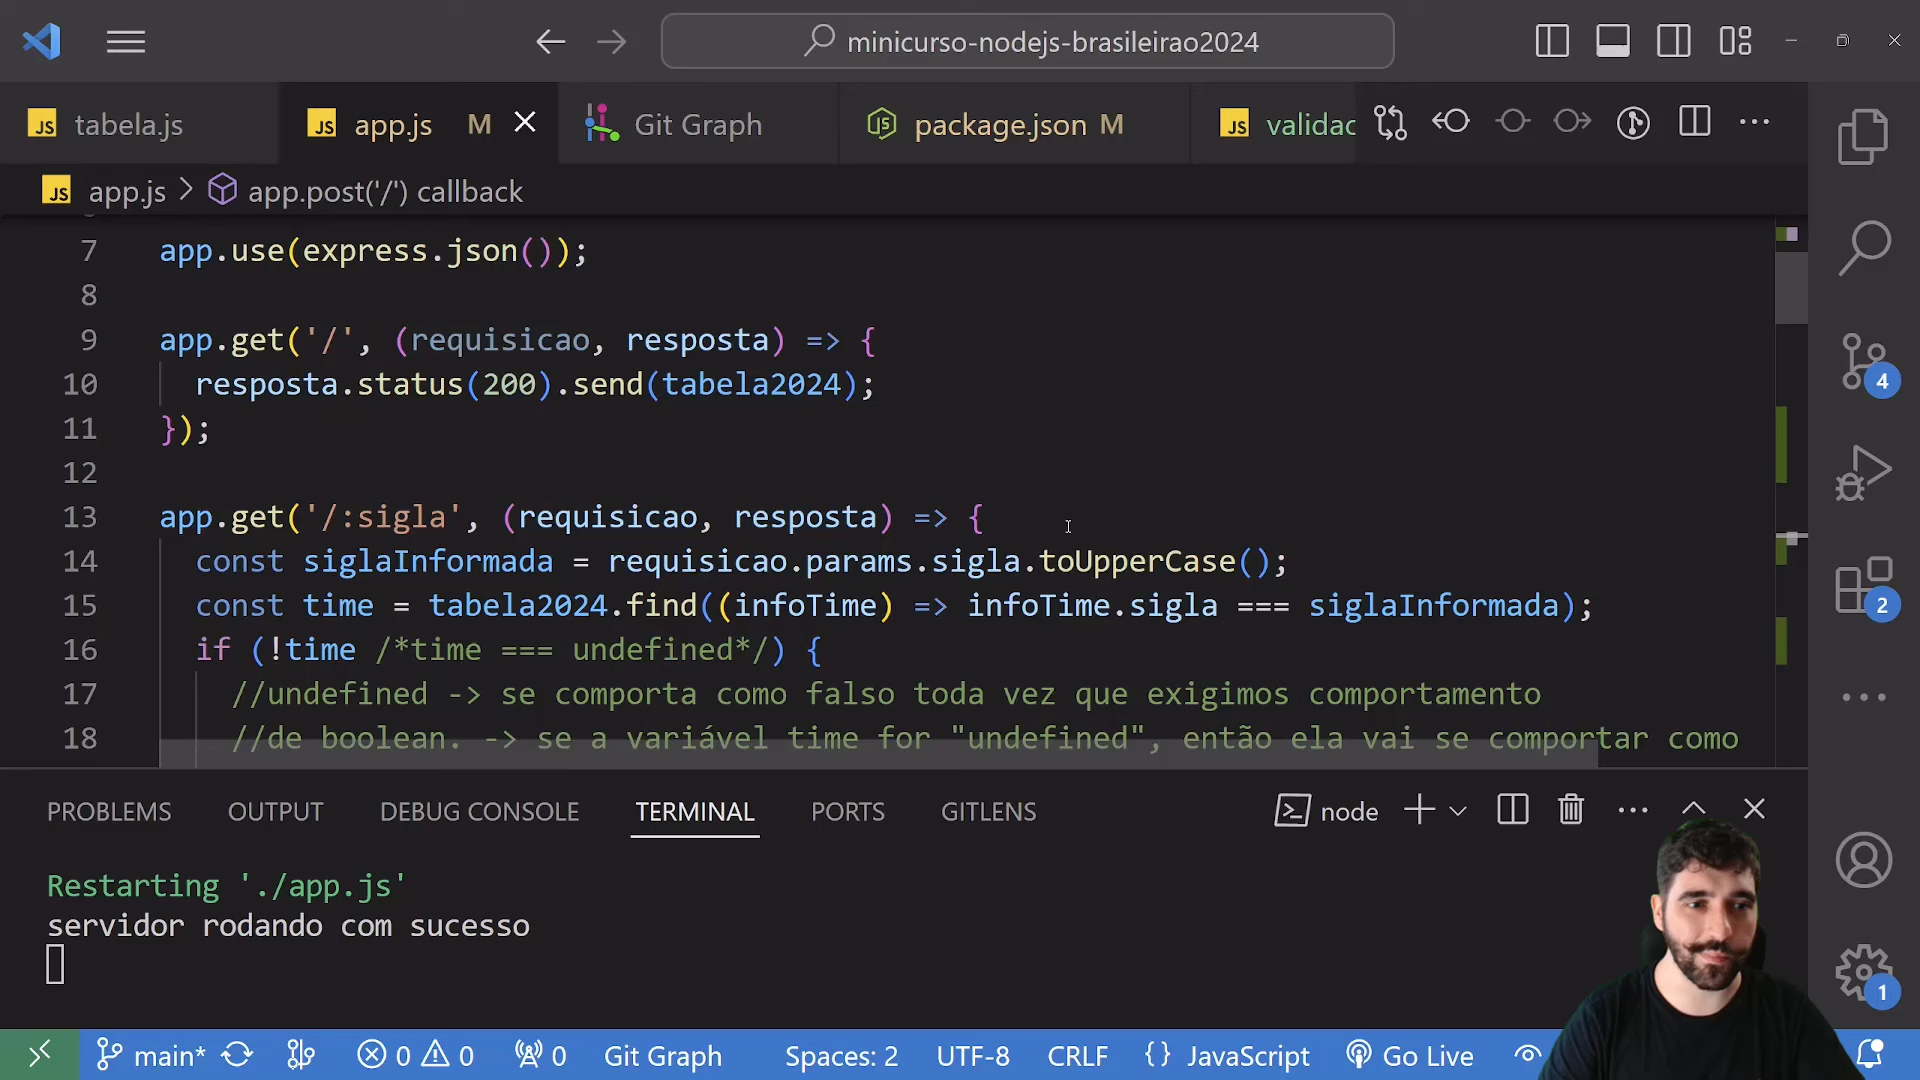 minicurso-nodejs-brasileirao2024
JS tabela.js
JS app.js M
Git Graph
JS package.json M
JS validac
JS app.js > app.post('/') callback
7 app.use(express.json());
8
9 app.get('/', (requisicao, resposta) => {
10 resposta.status(200).send(tabela2024);
11 });
12
13 app.get('/:sigla', (requisicao, resposta) => {
14 const siglaInformada = requisicao.params.sigla.toUpperCase();
15 const time = tabela2024.find((infoTime) => infoTime.sigla === siglaInformada);
16 if (!time /*time === undefined*/) {
17 //undefined -> se comporta como falso toda vez que exigimos comportamento
18 //de boolean. -> se a variável time for "undefined", então ela vai se comportar como
4
2
1
PROBLEMS OUTPUT DEBUG CONSOLE TERMINAL PORTS GITLENS
node
Restarting './app.js'
servidor rodando com sucesso
main* 0 0 0 Git Graph Spaces: 2 UTF-8 CRLF {} JavaScript Go Live